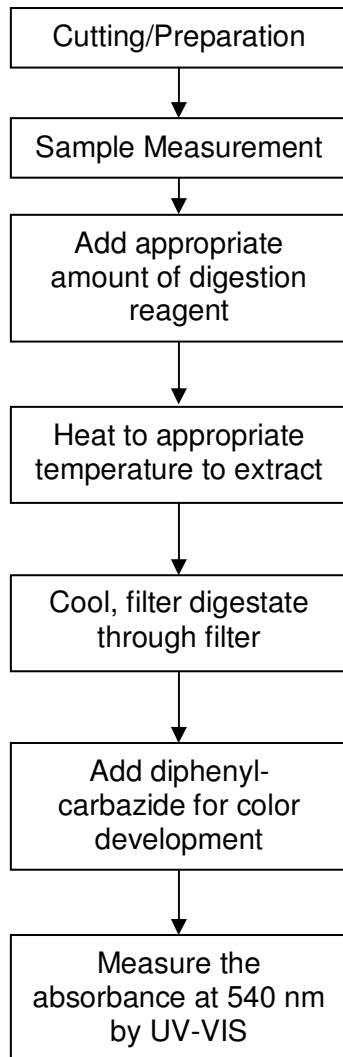 Cutting/Preparation
Sample Measurement
Add appropriate
amount of digestion
reagent
Heat to appropriate
temperature to extract
Cool, filter digestate
through filter
Add diphenyl-
carbazide for color
development
Measure the
absorbance at 540 nm
by UV-VIS